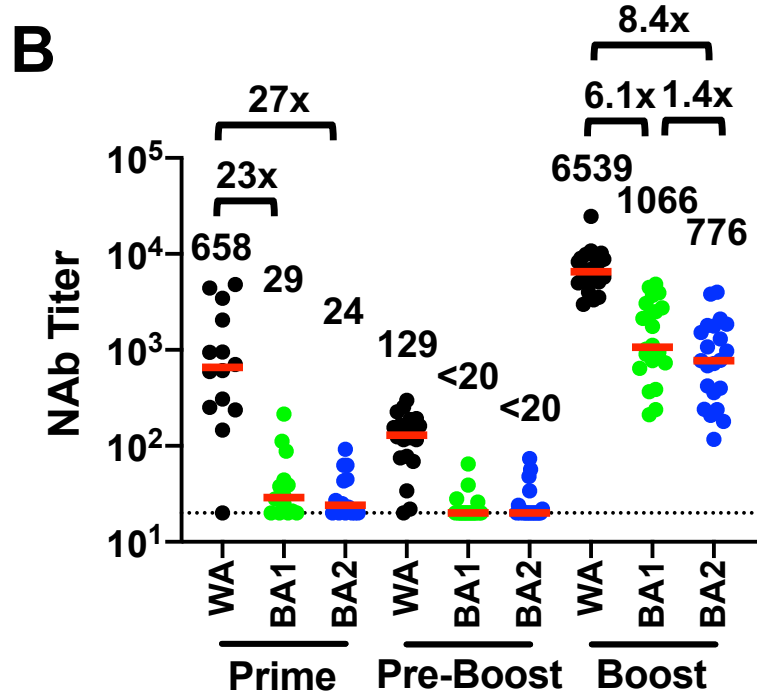 B
8.4x
27x
6.1x 1.4x
23x
10^5
6539
1066
658
776
10^4
29
24
129
10^3
<20
<20
10^2
10^1
NAb Titer
WA BA1 BA2 WA BA1 BA2 WA BA1 BA2
Prime Pre-Boost Boost